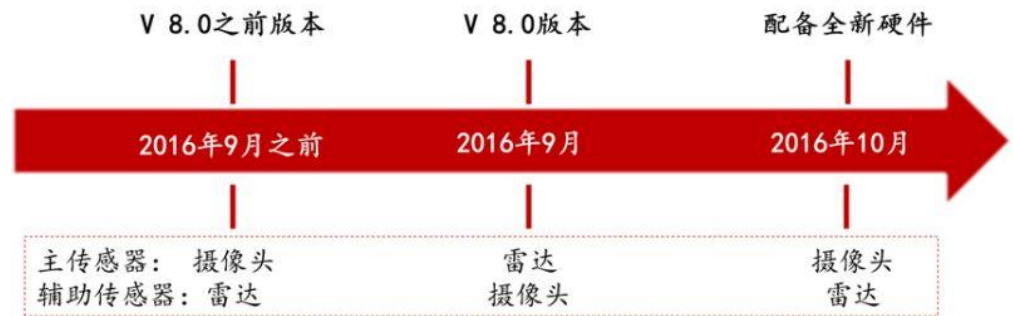 V 8.0之前版本 V 8.0版本 配备全新硬件
2016年9月之前 2016年9月 2016年10月
主传感器： 摄像头 雷达 摄像头
辅助传感器：雷达 摄像头 雷达